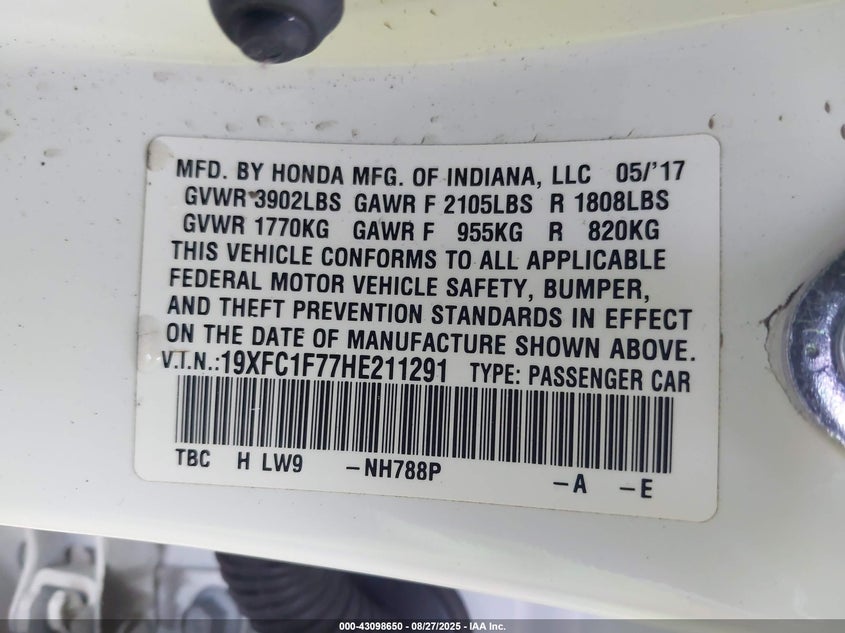 MFD. BY HONDA MFG. OF INDIANA, LLC 05/'17
GVWR 3902LBS GAWR F 2105LBS R 1808LBS
GVWR 1770KG GAWR F 955KG R 820KG
THIS VEHICLE CONFORMS TO ALL APPLICABLE
FEDERAL MOTOR VEHICLE SAFETY, BUMPER,
AND THEFT PREVENTION STANDARDS IN EFFECT
ON THE DATE OF MANUFACTURE SHOWN ABOVE.
V.I.N.:19XFC1F77HE211291 TYPE: PASSENGER CAR
TBC H LW9 -NH788P -A -E
000-43098650 - 08/27/2025 - IAA Inc.